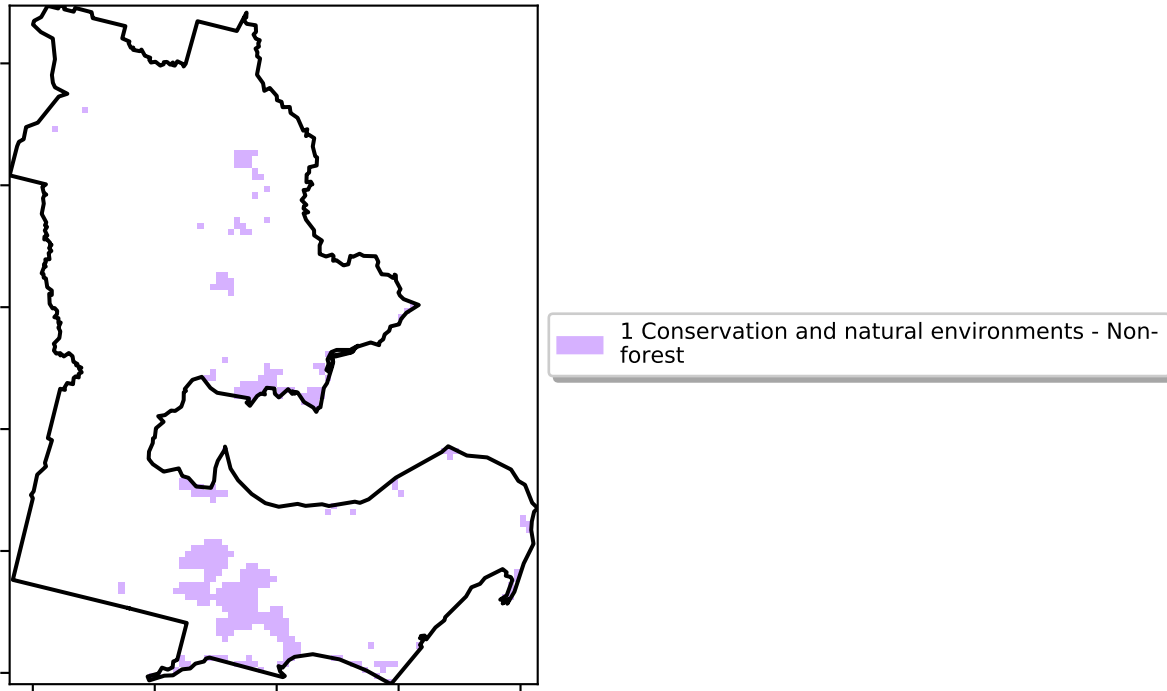 1 Conservation and natural environments - Non-
forest